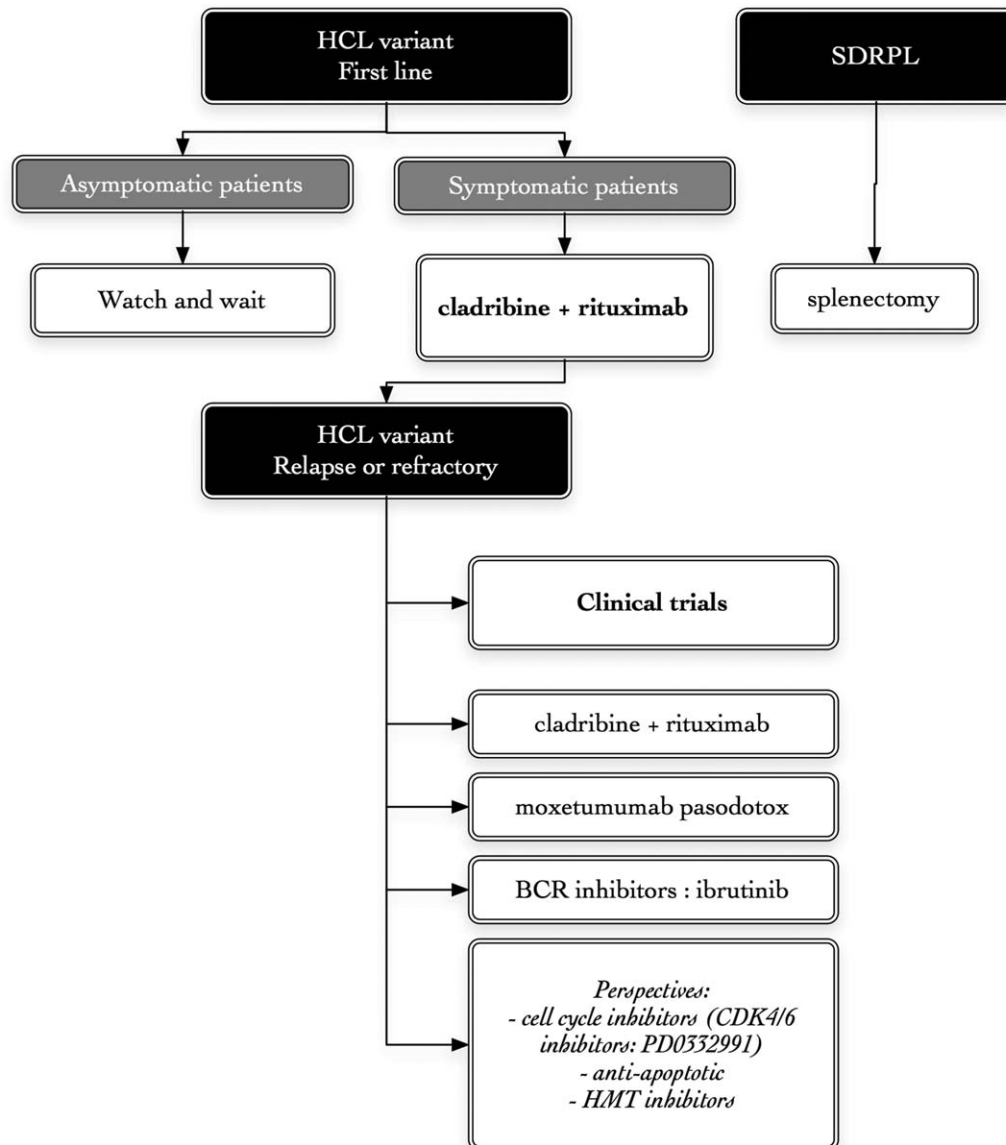 HCL variant
First line
SDRPL
Asymptomatic patients
Symptomatic patients
Watch and wait
cladribine + rituximab
splenectomy
HCL variant
Relapse or refractory
Clinical trials
cladribine + rituximab
moxetumumab pasodotox
BCR inhibitors : ibrutinib
Perspectives:
- cell cycle inhibitors (CDK4/6
inhibitors: PD0332991)
- anti-apoptotic
- HMT inhibitors